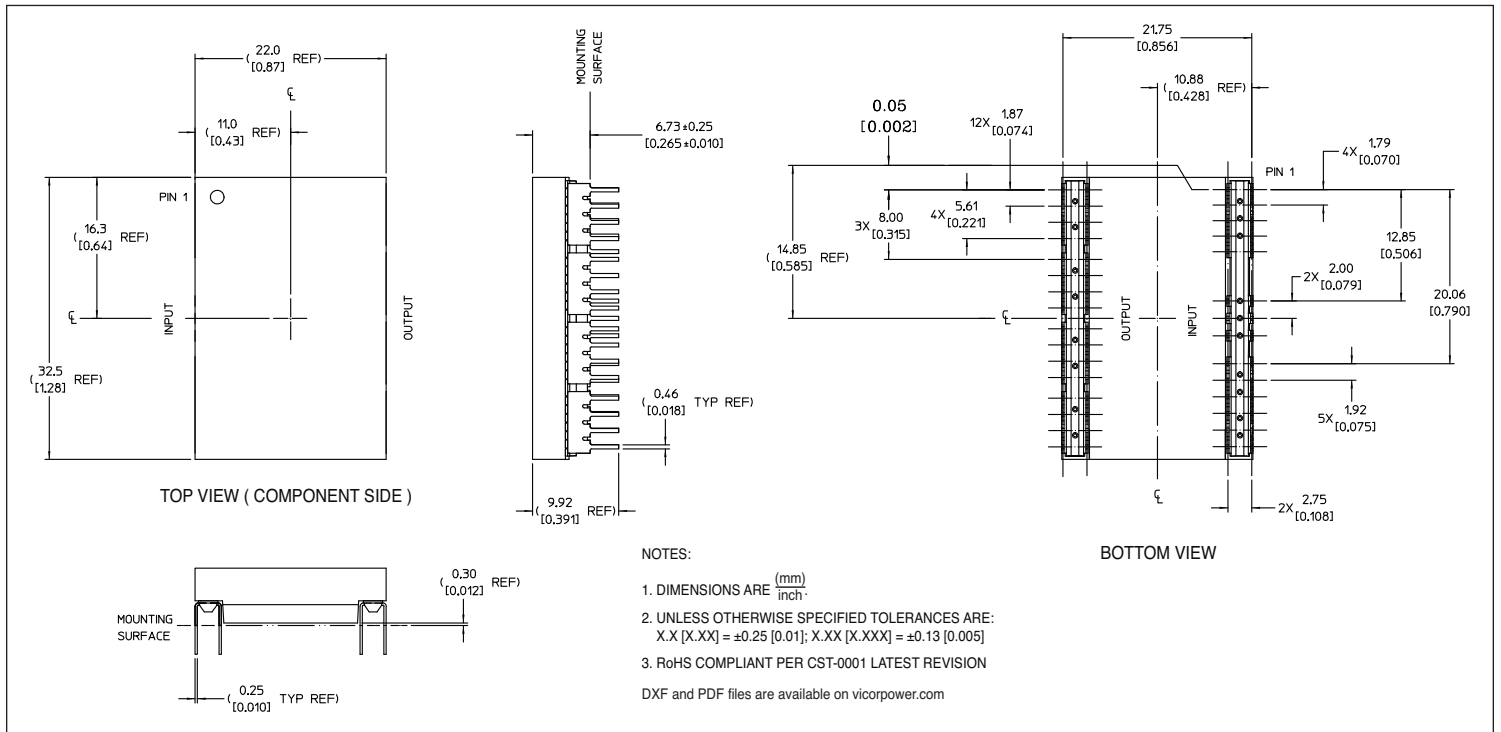 22.0
[0.87]
( REF)
℄
11.0
[0.43]
( REF)
PIN 1
16.3
[0.64]
( REF)
32.5
[1.28]
( REF)
℄
INPUT
OUTPUT
TOP VIEW ( COMPONENT SIDE )
MOUNTING
SURFACE
6.73±0.25
[0.265±0.010]
0.46
[0.018]
( TYP REF)
9.92
[0.391]
( REF)
21.75
[0.856]
10.88
[0.428]
( REF)
0.05
[0.002]
12X 1.87
[0.074]
4X 1.79
[0.070]
PIN 1
4X 5.61
[0.221]
3X 8.00
[0.315]
14.85
[0.585]
( REF)
12.85
[0.506]
2X 2.00
[0.079]
20.06
[0.790]
℄
OUTPUT
INPUT
5X 1.92
[0.075]
℄
2X 2.75
[0.108]
BOTTOM VIEW
MOUNTING
SURFACE
0.30
[0.012]
( REF)
0.25
[0.010]
( TYP REF)
NOTES:
1. DIMENSIONS ARE (mm)
inch.
2. UNLESS OTHERWISE SPECIFIED TOLERANCES ARE:
X.X [X.XX] = ±0.25 [0.01]; X.XX [X.XXX] = ±0.13 [0.005]
3. RoHS COMPLIANT PER CST-0001 LATEST REVISION
DXF and PDF files are available on vicorpower.com